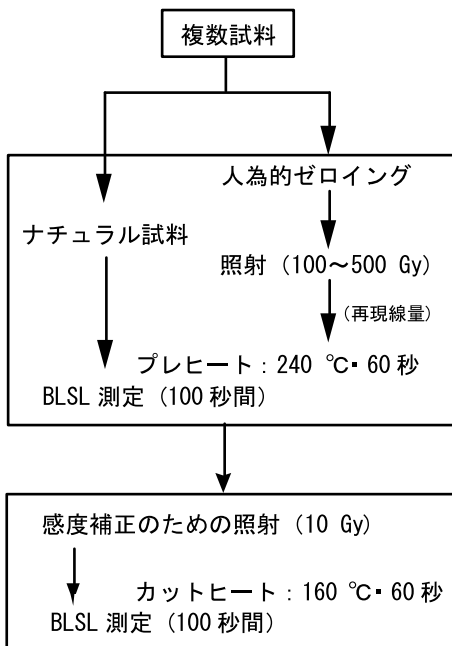 複数試料
人為的ゼロイング
ナチュラル試料
照射 (100～500 Gy)
(再現線量)
プレヒート：240 ℃・60 秒
BLSL 測定 (100 秒間)
感度補正のための照射 (10 Gy)
カットヒート：160 ℃・60 秒
BLSL 測定 (100 秒間)